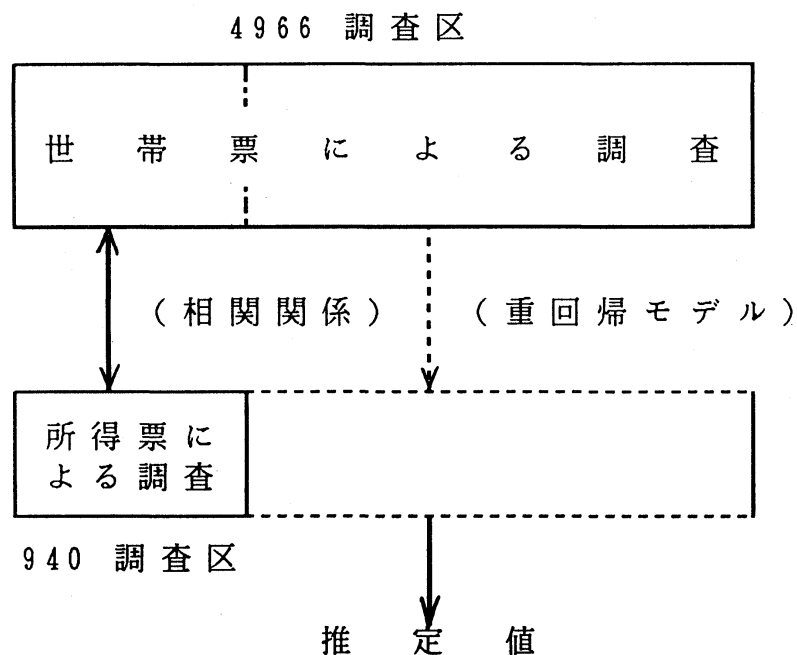 4966 調査区
世帯票による調査
(相関関係)
(重回帰モデル)
所得票に
よる調査
940 調査区
推定値